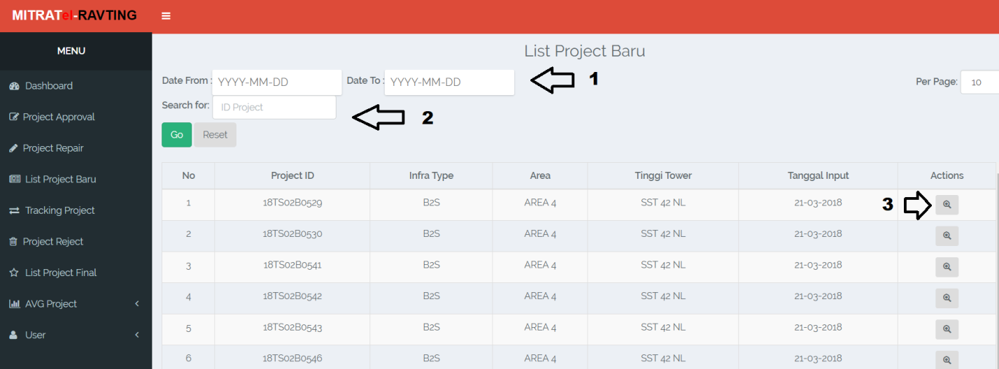 MITRATel-RAVTING
MENU
Dashboard
Project Approval
Project Repair
List Project Baru
Tracking Project
Project Reject
List Project Final
AVG Project
User
List Project Baru
Date From : YYYY-MM-DD Date To : YYYY-MM-DD 1 Per Page: 10
Search for: ID Project 2
Go Reset
No Project ID Infra Type Area Tinggi Tower Tanggal Input Actions
1 18TS02B0529 B2S AREA 4 SST 42 NL 21-03-2018 3
2 18TS02B0530 B2S AREA 4 SST 42 NL 21-03-2018
3 18TS02B0541 B2S AREA 4 SST 42 NL 21-03-2018
4 18TS02B0542 B2S AREA 4 SST 42 NL 21-03-2018
5 18TS02B0543 B2S AREA 4 SST 42 NL 21-03-2018
6 18TS02B0546 B2S AREA 4 SST 42 NL 21-03-2018